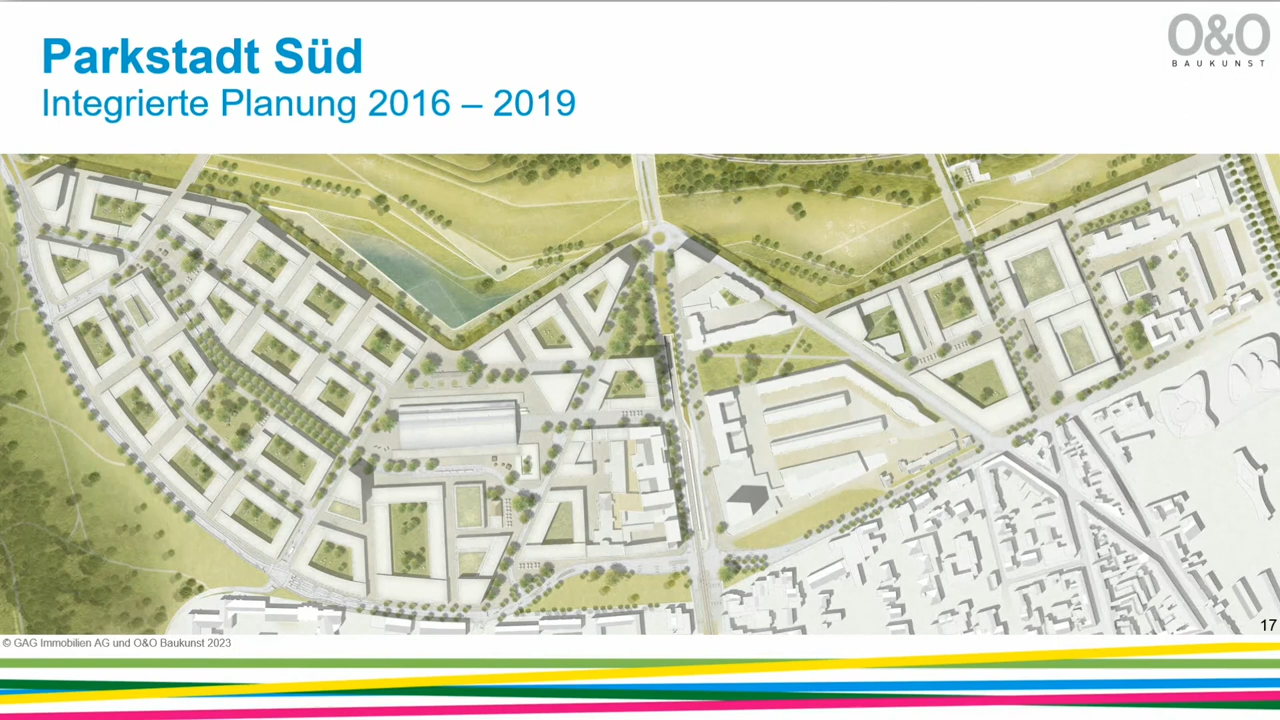 Parkstadt Süd
Integrierte Planung 2016 – 2019
O&O
BAUKUNST
17
© GAG Immobilien AG und O&O Baukunst 2023